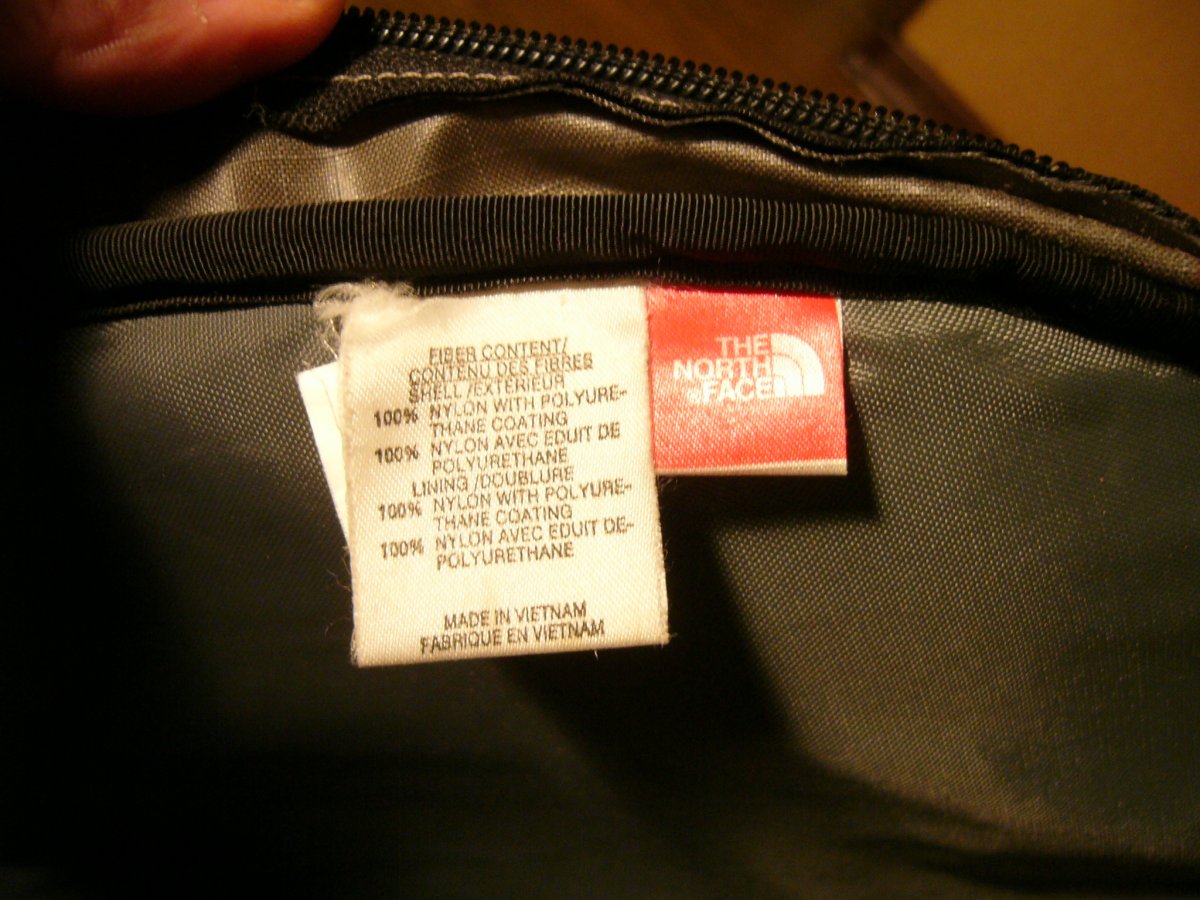 FIBER CONTENT/
CONTENU DES FIBRES
SHELL /EXTERIEUR
100% NYLON WITH POLYURE-
THANE COATING
100% NYLON AVEC EDUIT DE
POLYURETHANE
LINING /DOUBLURE
100% NYLON WITH POLYURE-
THANE COATING
100% NYLON AVEC EDUIT DE-
POLYURETHANE
MADE IN VIETNAM
FABRIQUE EN VIETNAM
THE
NORTH
FACE